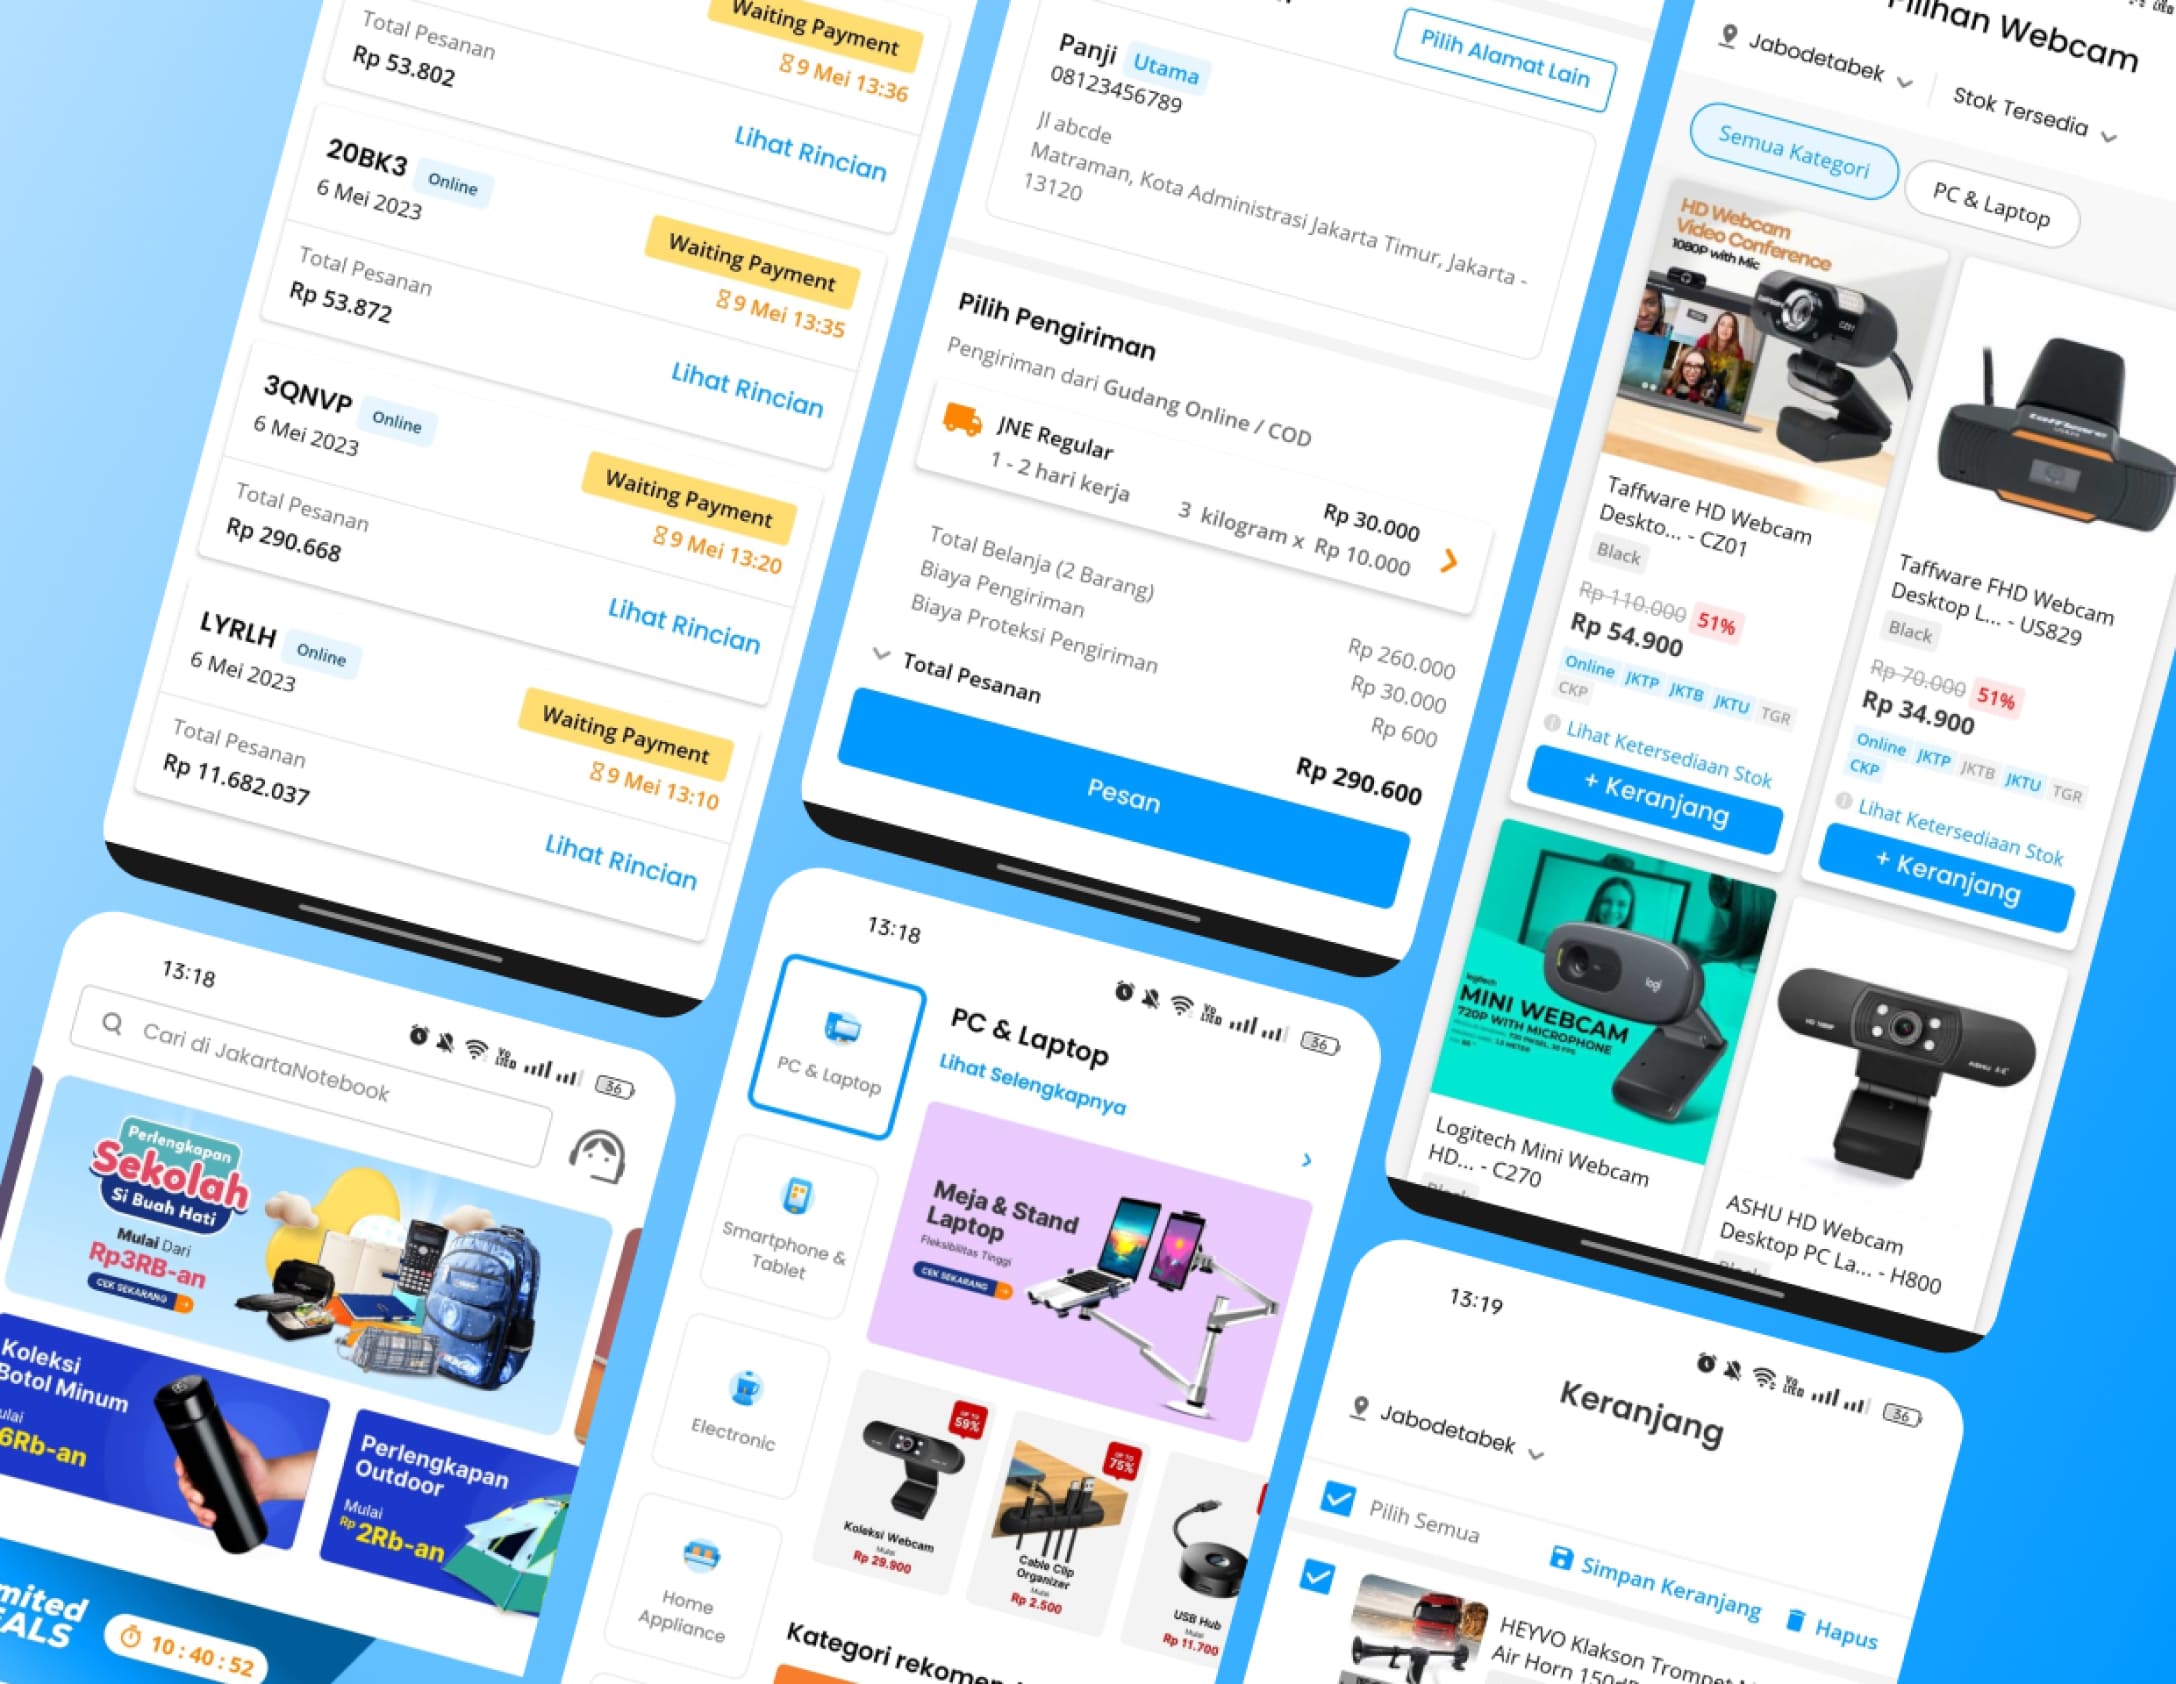 Total Pesanan
Rp 53.802
Waiting Payment
9 Mei 13:36
Lihat Rincian
20BK3 Online
6 Mei 2023
Waiting Payment
9 Mei 13:35
Total Pesanan
Rp 53.872
Lihat Rincian
3QNVP Online
6 Mei 2023
Waiting Payment
9 Mei 13:20
Total Pesanan
Rp 290.668
Lihat Rincian
LYRLH Online
6 Mei 2023
Waiting Payment
9 Mei 13:10
Total Pesanan
Rp 11.682.037
Lihat Rincian
Pilih Alamat Lain
Panji Utama
08123456789
Jl abcde
Matraman, Kota Administrasi Jakarta Timur, Jakarta -
13120
Pilih Pengiriman
Pengiriman dari Gudang Online / COD
JNE Regular
1 - 2 hari kerja
Rp 30.000
3 kilogram x Rp 10.000
Total Belanja (2 Barang)
Rp 260.000
Biaya Pengiriman
Rp 30.000
Biaya Proteksi Pengiriman
Rp 600
Total Pesanan
Rp 290.600
Pesan
Pilihan Webcam
Jabodetabek
Stok Tersedia
Semua Kategori
PC & Laptop
HD Webcam
Video Conference
1080P with Mic
Taffware HD Webcam
Deskto... - CZ01
Black
Rp 110.000 51%
Rp 54.900
Online JKTP JKTB JKTU TGR
CKP
Lihat Ketersediaan Stok
+ Keranjang
taffware
Taffware FHD Webcam
Desktop L... - US829
Black
Rp 70.000 51%
Rp 34.900
Online JKTP JKTB JKTU TGR
CKP
Lihat Ketersediaan Stok
+ Keranjang
logitech
MINI WEBCAM
720P WITH MICROPHONE
logi
Logitech Mini Webcam
HD... - C270
Black
ASHU
ASHU HD Webcam
Desktop PC La... - H800
Black
13:18
36
Cari di JakartaNotebook
Perlengkapan
Sekolah
Si Buah Hati
Mulai Dari
Rp3RB-an
CEK SEKARANG
Koleksi
Botol Minum
6Rb-an
Perlengkapan
Outdoor
Mulai
Rp 2Rb-an
10 : 40 : 52
13:18
36
PC & Laptop
PC & Laptop
Lihat Selengkapnya
Smartphone &
Tablet
Electronic
Home
Appliance
Meja & Stand
Laptop
Fleksibilitas Tinggi
CEK SEKARANG
UP TO
59%
Koleksi Webcam
Mulai
Rp 29.900
UP TO
75%
Cable Clip
Organizer
Mulai
Rp 2.500
USB Hub
Mulai
Rp 11.700
13:19
36
Keranjang
Jabodetabek
Pilih Semua
Simpan Keranjang
Hapus
HEYVO Klakson Trompet
Air Horn